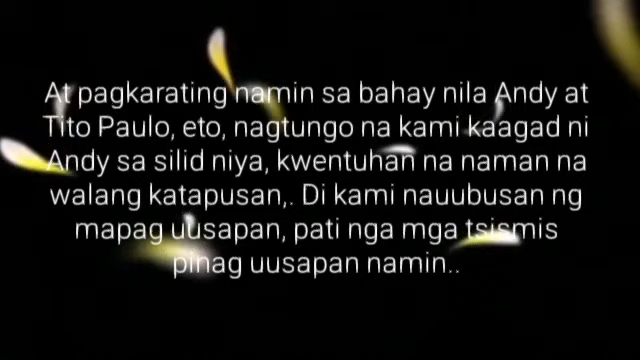 At pagkarating namin sa bahay nila Andy at
Tito Paulo, eto, nagtungo na kami kaagad ni
Andy sa silid niya, kwentuhan na naman na
walang katapusan,. Di kami nauubusan ng
mapag uusapan, pati nga mga tsismis
pinag uusapan namin..